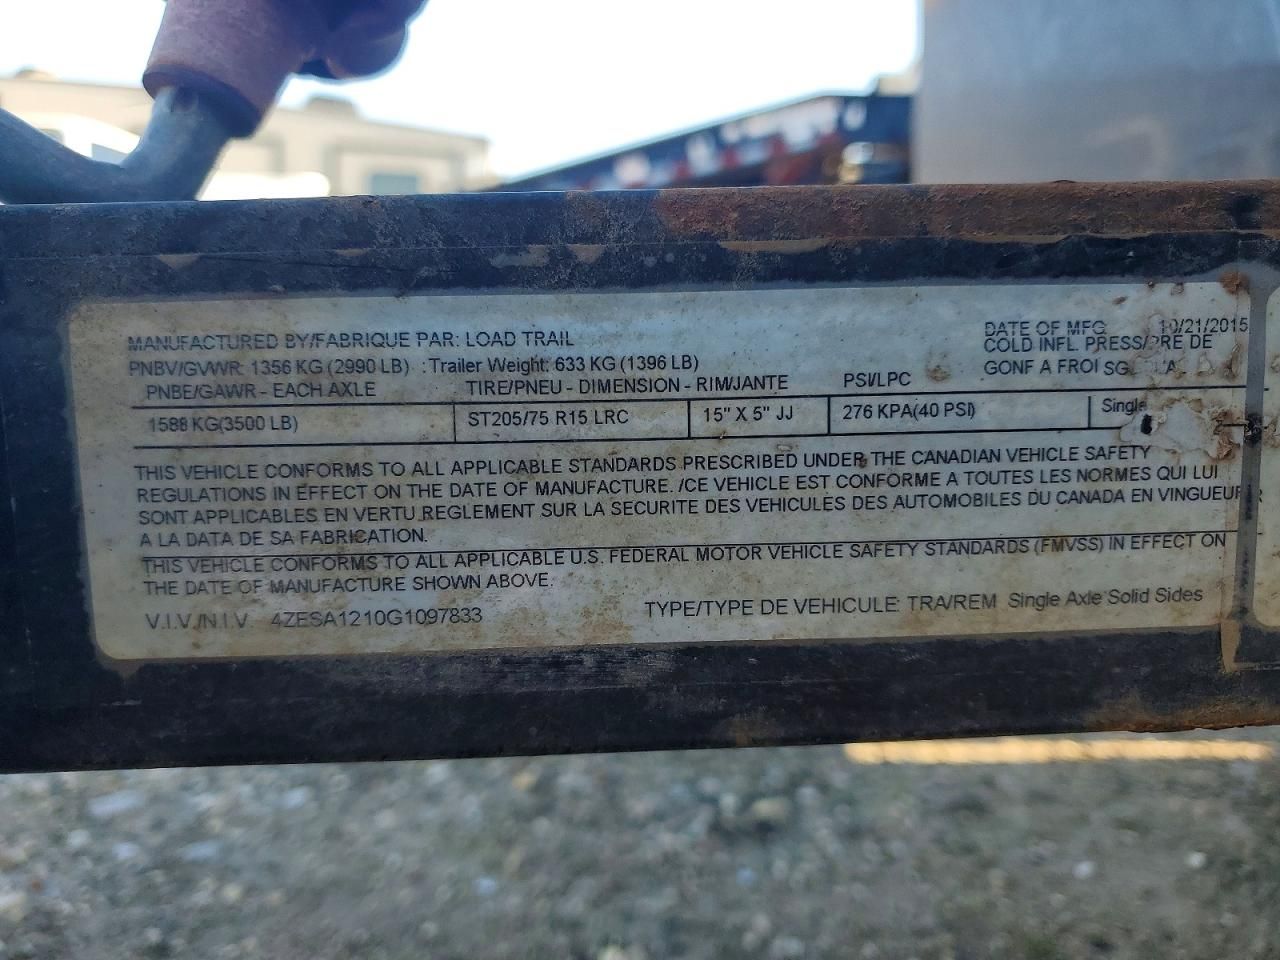 MANUFACTURED BY/FABRIQUE PAR: LOAD TRAIL DATE OF MFG 10/21/2015
PNBV/GVWR: 1356 KG (2990 LB) : Trailer Weight: 633 KG (1396 LB) COLD INFL. PRESS/PRE DE
PNBE/GAWR - EACH AXLE TIRE/PNEU - DIMENSION - RIM/JANTE PSI/LPC GONF A FROI
1588 KG(3500 LB) ST205/75 R15 LRC 15" X 5" JJ 276 KPA(40 PSI) Single
THIS VEHICLE CONFORMS TO ALL APPLICABLE STANDARDS PRESCRIBED UNDER THE CANADIAN VEHICLE SAFETY
REGULATIONS IN EFFECT ON THE DATE OF MANUFACTURE. /CE VEHICLE EST CONFORME A TOUTES LES NORMES QUI LUI
SONT APPLICABLES EN VERTU REGLEMENT SUR LA SECURITE DES VEHICULES DES AUTOMOBILES DU CANADA EN VINGUEUR
A LA DATA DE SA FABRICATION.
THIS VEHICLE CONFORMS TO ALL APPLICABLE U.S. FEDERAL MOTOR VEHICLE SAFETY STANDARDS (FMVSS) IN EFFECT ON
THE DATE OF MANUFACTURE SHOWN ABOVE.
V.I.V./N.I.V. 4ZESA1210G1097833 TYPE/TYPE DE VEHICULE: TRA/REM Single Axle Solid Sides